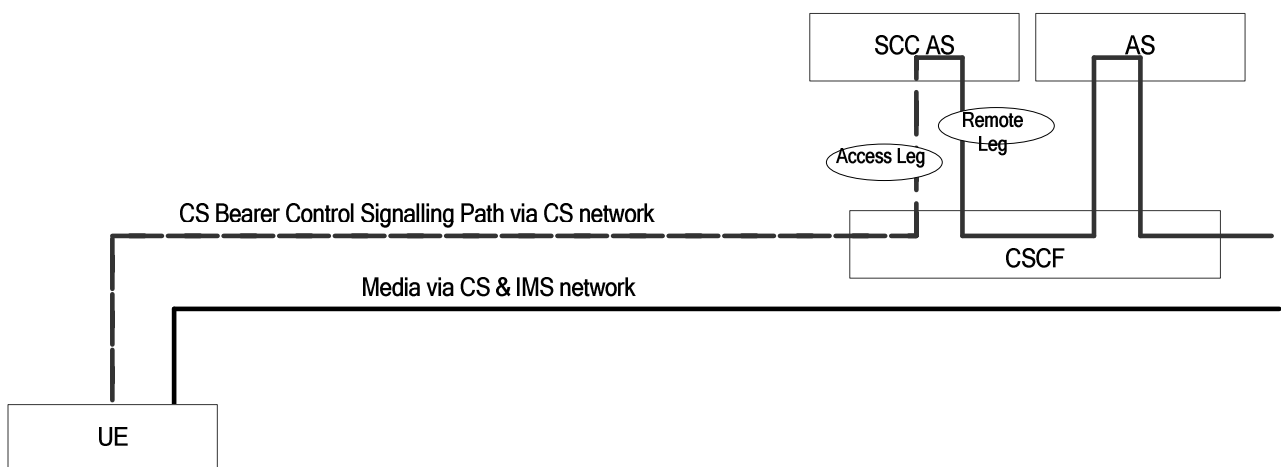 SCC AS
AS
Remote
Leg
Access Leg
CS Bearer Control Signalling Path via CS network
CSCF
Media via CS & IMS network
UE